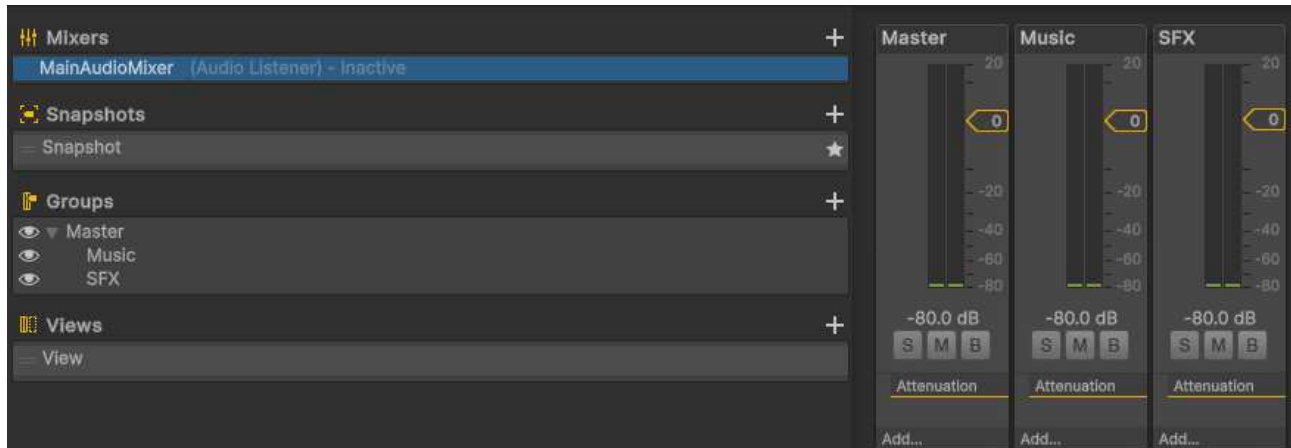 Mixers
MainAudioMixer (Audio Listener) - Inactive
Snapshots
Snapshot
Groups
Master
Music
SFX
Views
View
Master
20
0
-20
-40
-60
-80
-80.0 dB
S M B
Attenuation
Add...
Music
20
0
-20
-40
-60
-80
-80.0 dB
S M B
Attenuation
Add...
SFX
20
0
-20
-40
-60
-80
-80.0 dB
S M B
Attenuation
Add...